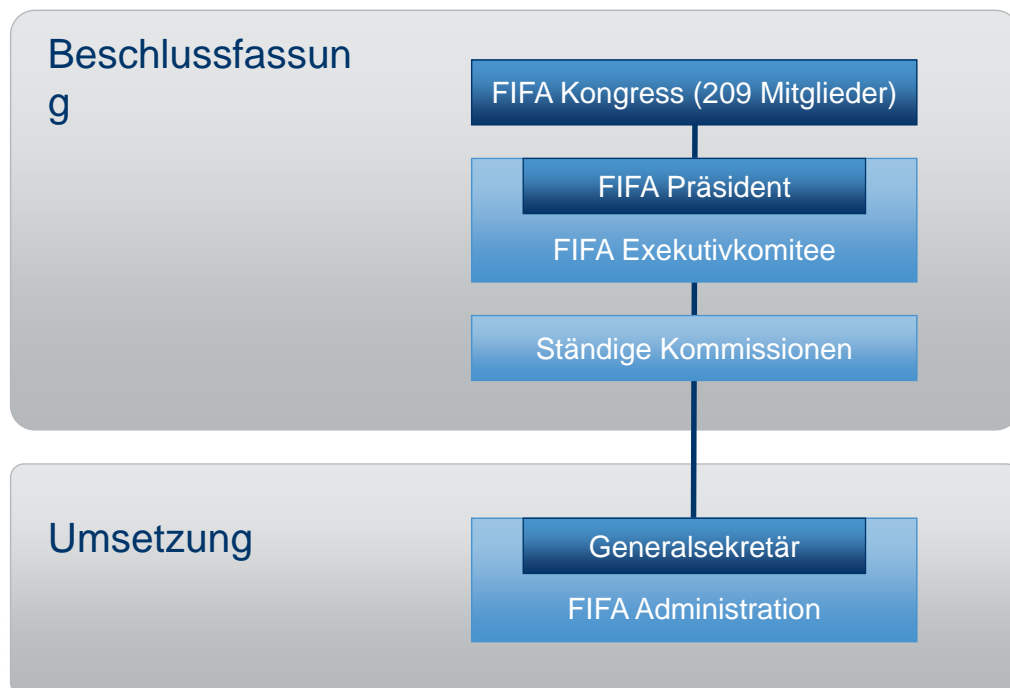 Beschlussfassun
g
FIFA Kongress (209 Mitglieder)
FIFA Präsident
FIFA Exekutivkomitee
Ständige Kommissionen
Umsetzung
Generalsekretär
FIFA Administration